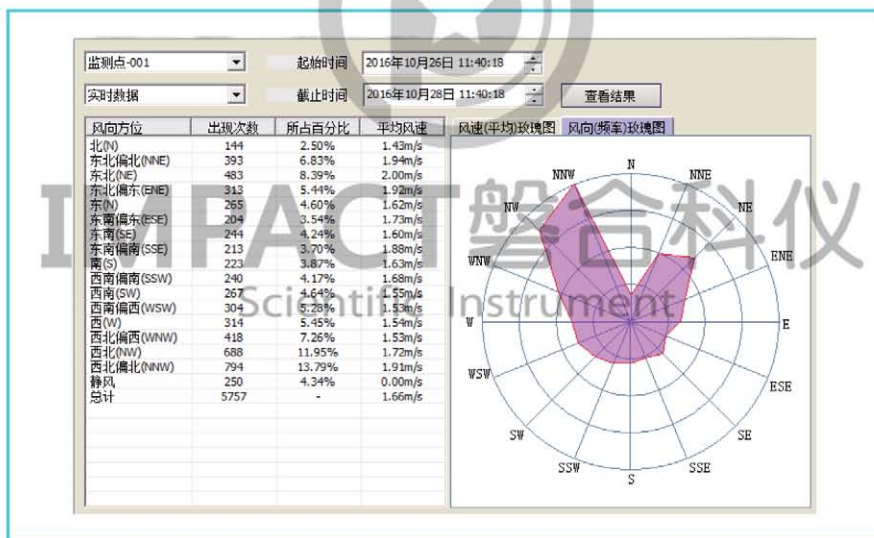 监测点-001 起始时间 2016年10月26日 11:40:18
实时数据 截止时间 2016年10月28日 11:40:18 查看结果
风向方位 出现次数 所占百分比 平均风速 风速(平均)玫瑰图 风向(频率)玫瑰图
北(N) 144 2.50% 1.43m/s
东北偏北(NNE) 393 6.83% 1.94m/s
东北(NE) 483 8.39% 2.00m/s
东北偏东(ENE) 313 5.44% 1.92m/s
东(N) 265 4.60% 1.62m/s
东南偏东(ESE) 204 3.54% 1.73m/s
东南(SE) 244 4.24% 1.60m/s
东南偏南(SSE) 213 3.70% 1.88m/s
南(S) 223 3.87% 1.63m/s
西南偏南(SSW) 240 4.17% 1.68m/s
西南(SW) 267 4.64% 1.55m/s
西南偏西(WSW) 304 5.28% 1.53m/s
西(W) 314 5.45% 1.54m/s
西北偏西(WNW) 418 7.26% 1.53m/s
西北(NW) 688 11.95% 1.72m/s
西北偏北(NNW) 794 13.79% 1.91m/s
静风 250 4.34% 0.00m/s
总计 5757 - 1.66m/s
N
NNW NNE
NW NE
WNW ENE
W E
WSW ESE
SW SE
SSW SSE
S
IMPACT 磐合科仪
Scientific Instrument